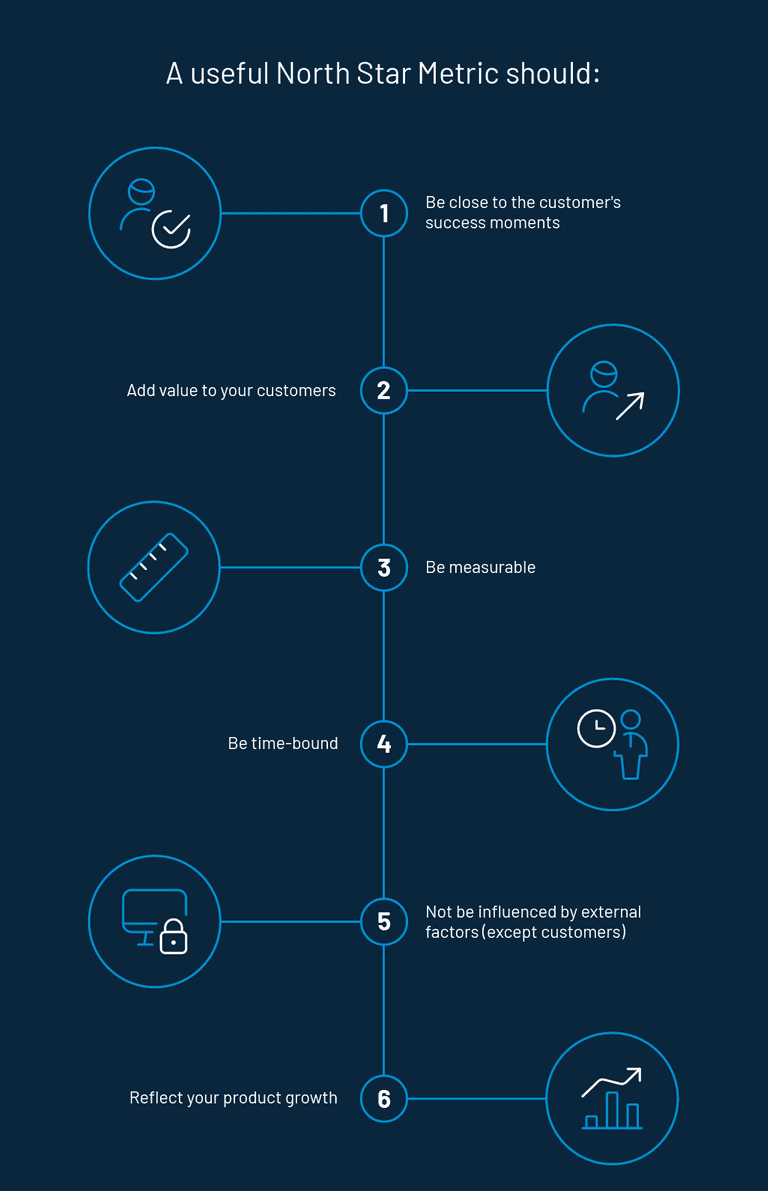 A useful North Star Metric should:
1
Be close to the customer's
success moments
Add value to your customers
2
3
Be measurable
Be time-bound
4
5
Not be influenced by external
factors (except customers)
Reflect your product growth
6